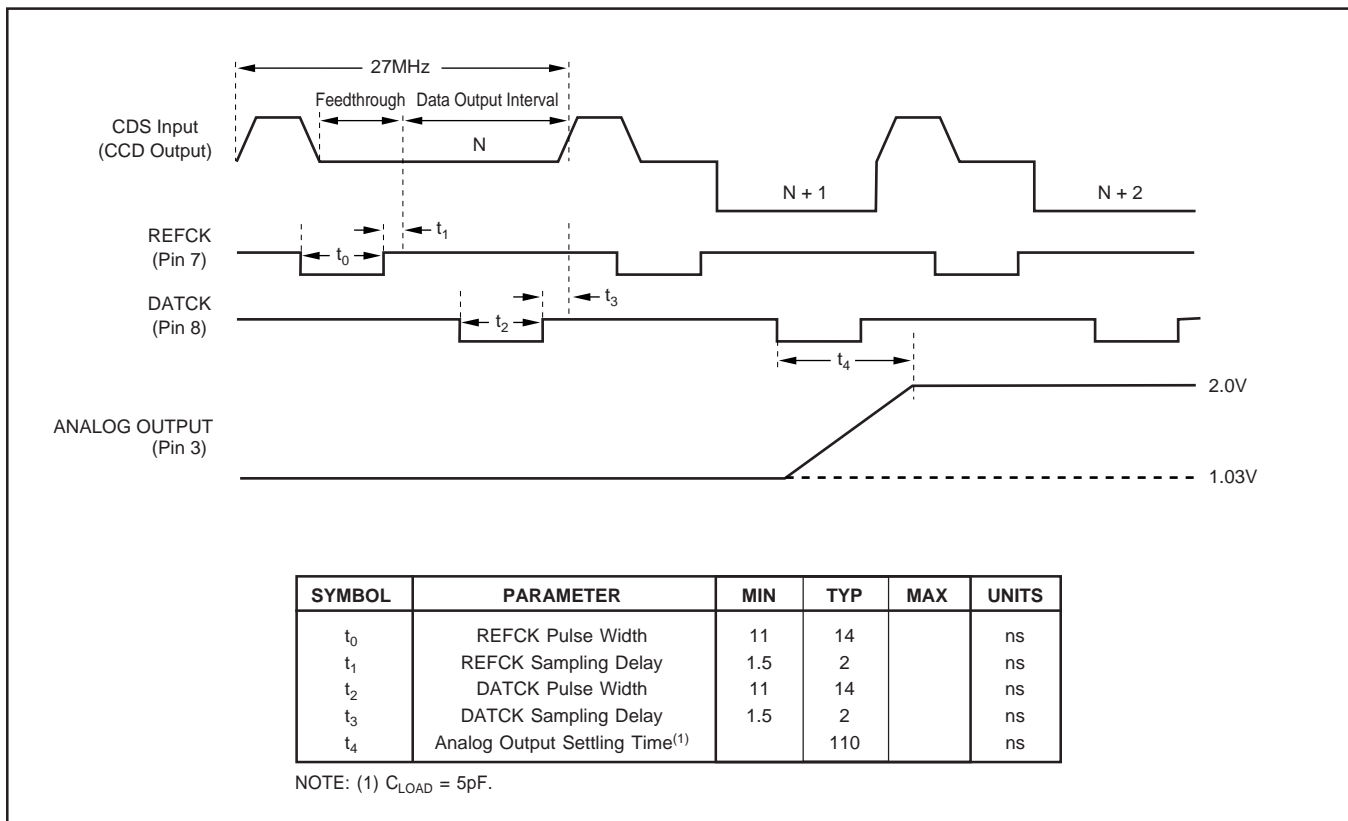 27MHz
Feedthrough Data Output Interval
CDS Input
(CCD Output)
N
N + 1
N + 2
REFCK
(Pin 7)
t0
t1
DATCK
(Pin 8)
t2
t3
t4
ANALOG OUTPUT
(Pin 3)
2.0V
1.03V
SYMBOL PARAMETER MIN TYP MAX UNITS
t0 REFCK Pulse Width 11 14 ns
t1 REFCK Sampling Delay 1.5 2 ns
t2 DATCK Pulse Width 11 14 ns
t3 DATCK Sampling Delay 1.5 2 ns
t4 Analog Output Settling Time(1) 110 ns
NOTE: (1) CLOAD = 5pF.